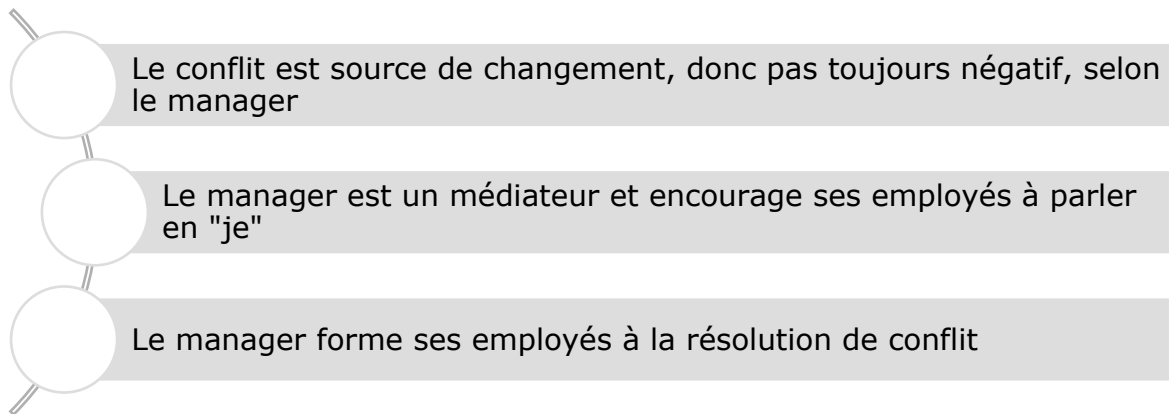 Le conflit est source de changement, donc pas toujours négatif, selon
le manager
Le manager est un médiateur et encourage ses employés à parler
en "je"
Le manager forme ses employés à la résolution de conflit